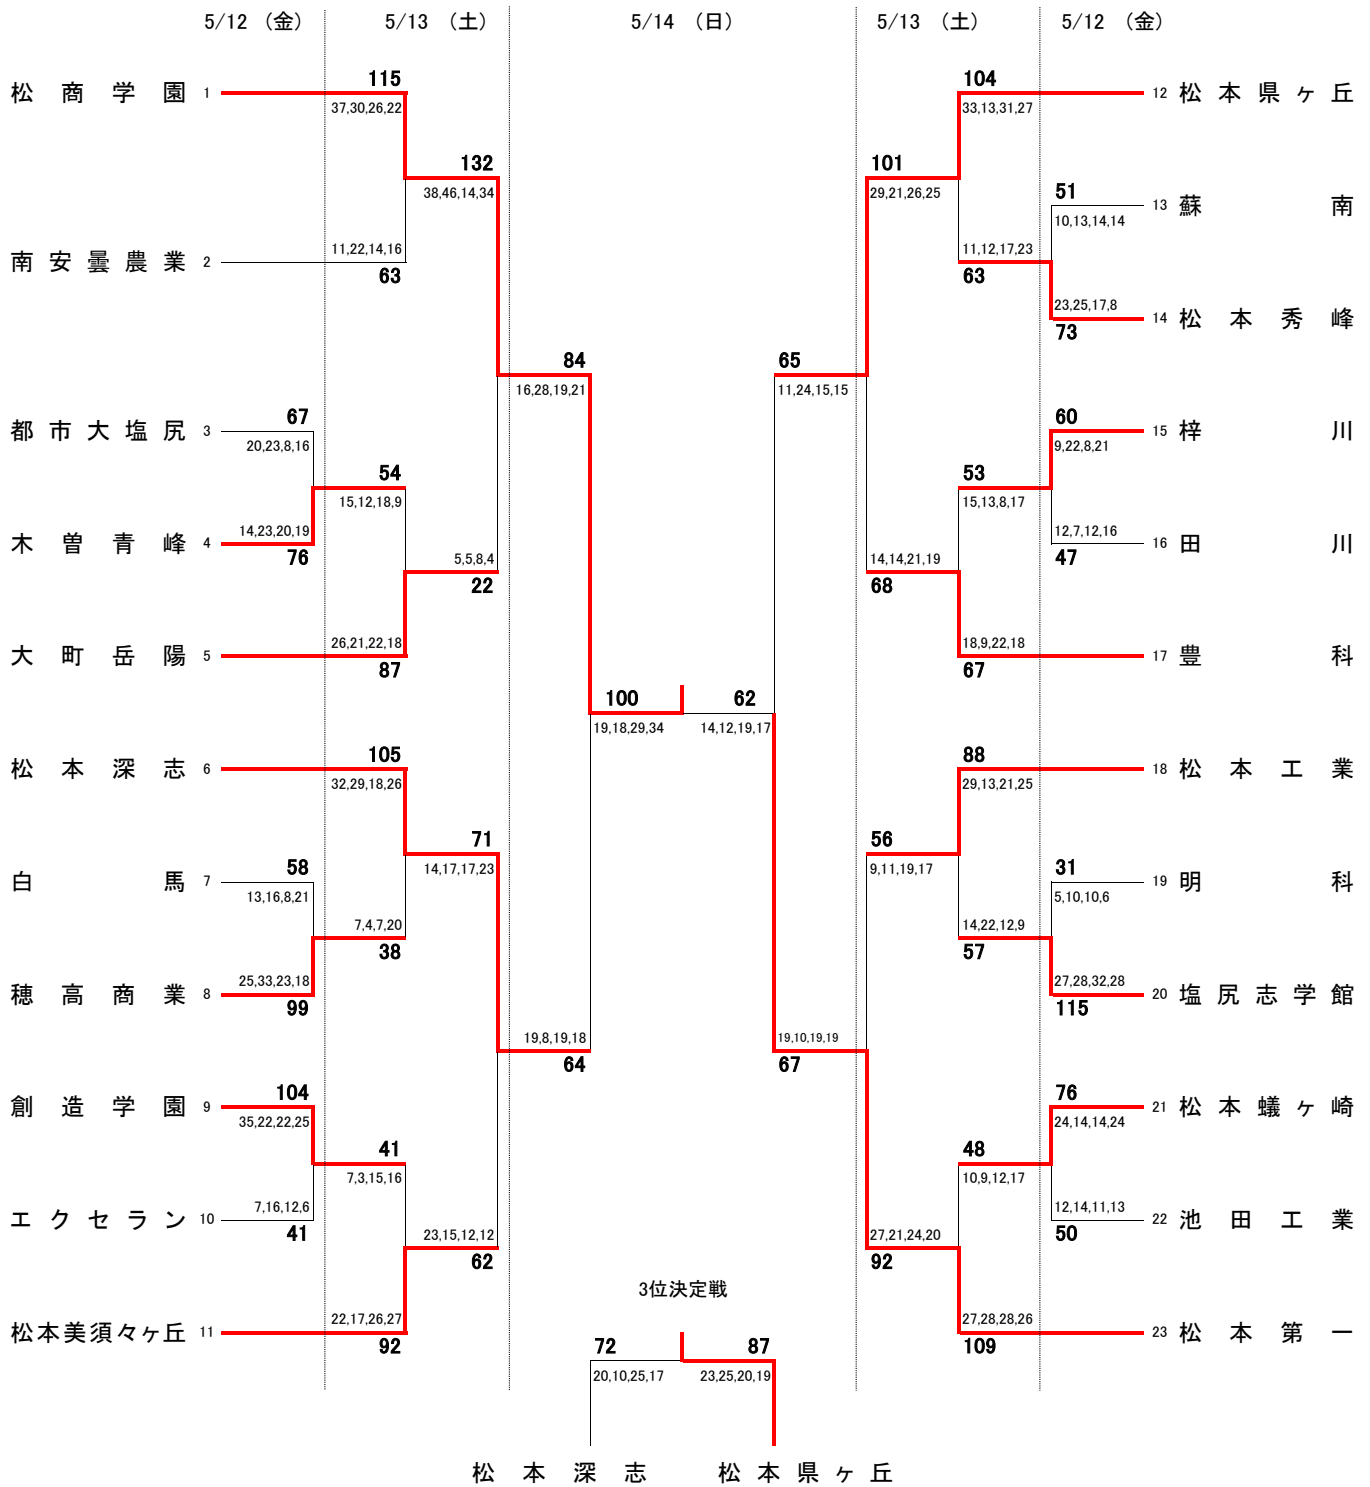 5/12 （金） 5/13 （土） 5/14 （日） 5/13 （土） 5/12 （金）
115 104
松商学園 1 12 松本県ヶ丘
37,30,26,22 33,13,31,27
132 101
38,46,14,34 29,21,26,25 51
13 蘇南
10,13,14,14
11,22,14,16 11,12,17,23
南安曇農業 2
63 63
23,25,17,8
14 松本秀峰
73
84 65
16,28,19,21 11,24,15,15
67 60
都市大塩尻 3 15 梓川
20,23,8,16 9,22,8,21
54 53
15,12,18,9 15,13,8,17
14,23,20,19 12,7,12,16
木曽青峰 4 16 田川
76 47
5,5,8,4 14,14,21,19
22 68
26,21,22,18 18,9,22,18
大町岳陽 5 17 豊科
87 67
100 62
19,18,29,34 14,12,19,17
105 88
松本深志 6 18 松本工業
32,29,18,26 29,13,21,25
71 56
14,17,17,23 9,11,19,17
58 31
白馬 7 19 明科
13,16,8,21 5,10,10,6
7,4,7,20 14,22,12,9
38 57
25,33,23,18 27,28,32,28
穂高商業 8 20 塩尻志学館
99 115
19,8,19,18 19,10,19,19
64 67
104 76
創造学園 9 21 松本蟻ヶ崎
35,22,22,25 24,14,14,24
41 48
7,3,15,16 10,9,12,17
7,16,12,6 12,14,11,13
エクセラン 10 22 池田工業
41 50
23,15,12,12 27,21,24,20
62 92
3位決定戦
22,17,26,27 27,28,28,26
松本美須々ヶ丘 11 23 松本第一
92 109
72 87
20,10,25,17 23,25,20,19
松本深志 松本県ヶ丘